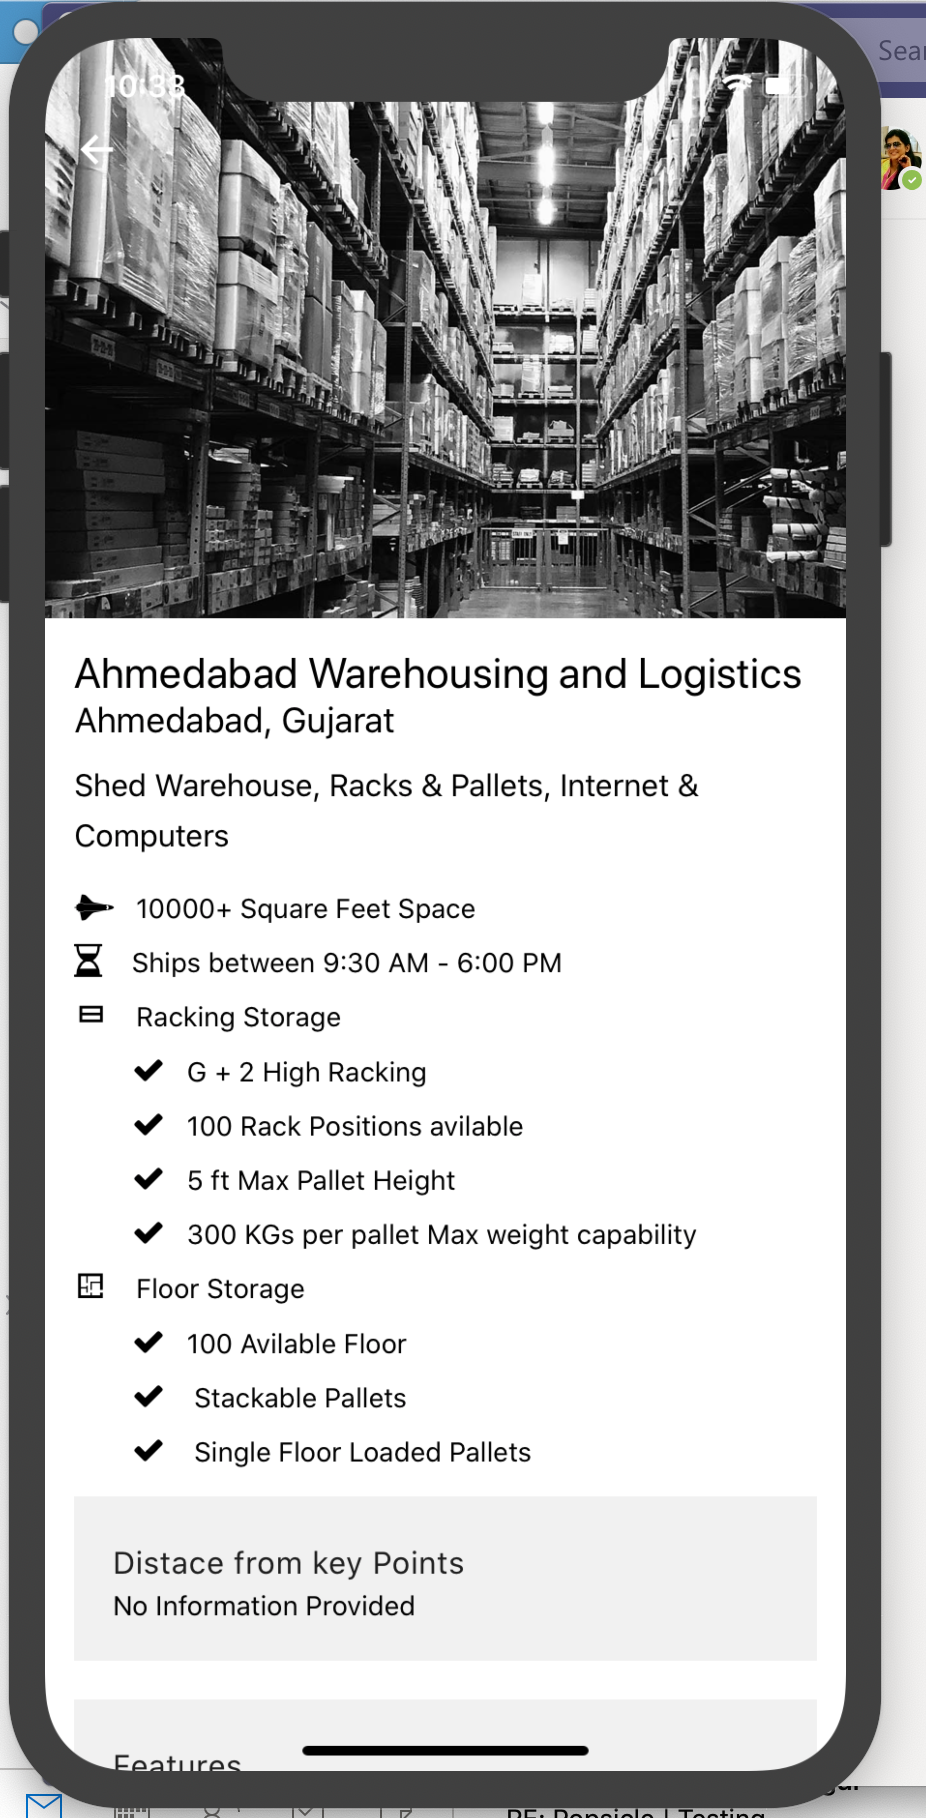 Sear
10:38
Ahmedabad Warehousing and Logistics
Ahmedabad, Gujarat
Shed Warehouse, Racks & Pallets, Internet &
Computers
10000+ Square Feet Space
Ships between 9:30 AM - 6:00 PM
Racking Storage
G + 2 High Racking
100 Rack Positions avilable
5 ft Max Pallet Height
300 KGs per pallet Max weight capability
Floor Storage
100 Avilable Floor
Stackable Pallets
Single Floor Loaded Pallets
Distace from key Points
No Information Provided
Features
RE: Popsicle | Testing